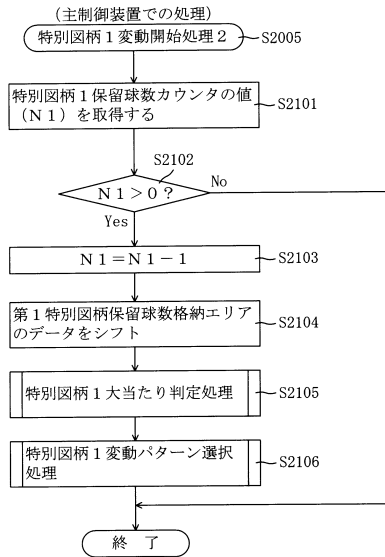 （主制御装置での処理）
特別図柄１変動開始処理２
S2005
特別図柄１保留球数カウンタの値
（Ｎ１）を取得する
S2101
S2102
Ｎ１＞０？
No
Yes
Ｎ１＝Ｎ１－１
S2103
第１特別図柄保留球数格納エリア
のデータをシフト
S2104
特別図柄１大当たり判定処理
S2105
特別図柄１変動パターン選択
処理
S2106
終　了